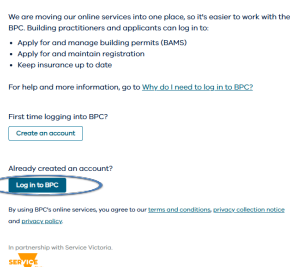 We are moving our online services into one place, so it's easier to work with the
BPC. Building practitioners and applicants can log in to:
• Apply for and manage building permits (BAMS)
• Apply for and maintain registration
• Keep insurance up to date
For help and more information, go to Why do I need to log in to BPC?
First time logging into BPC?
Create an account
Already created an account?
Log in to BPC
By using BPC's online services, you agree to our terms and conditions, privacy collection notice
and privacy policy.
In partnership with Service Victoria.
SERVICE